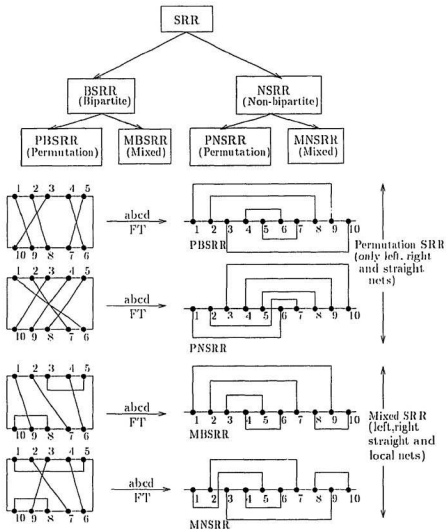 SRR
BSRR
(Bipartite)
NSRR
(Non-bipartite)
PBSRR
(Permutation)
MBSRR
(Mixed)
PNSRR
(Permutation)
MNSRR
(Mixed)
1 2 3 4 5
10 9 8 7 6
abcd
FT
1 2 3 4 5 6 7 8 9 10
PBSRR
Permutation SRR
(only left, right
and straight
nets)
1 2 3 4 5
10 9 8 7 6
abcd
FT
1 2 3 4 5 6 7 8 9 10
PNSRR
1 2 3 4 5
10 9 8 7 6
abcd
FT
1 2 3 4 5 6 7 8 9 10
MBSRR
Mixed SRR
(left,right
straight and
local nets)
1 2 3 4 5
10 9 8 7 6
abcd
FT
1 2 3 4 5 6 7 8 9 10
MNSRR